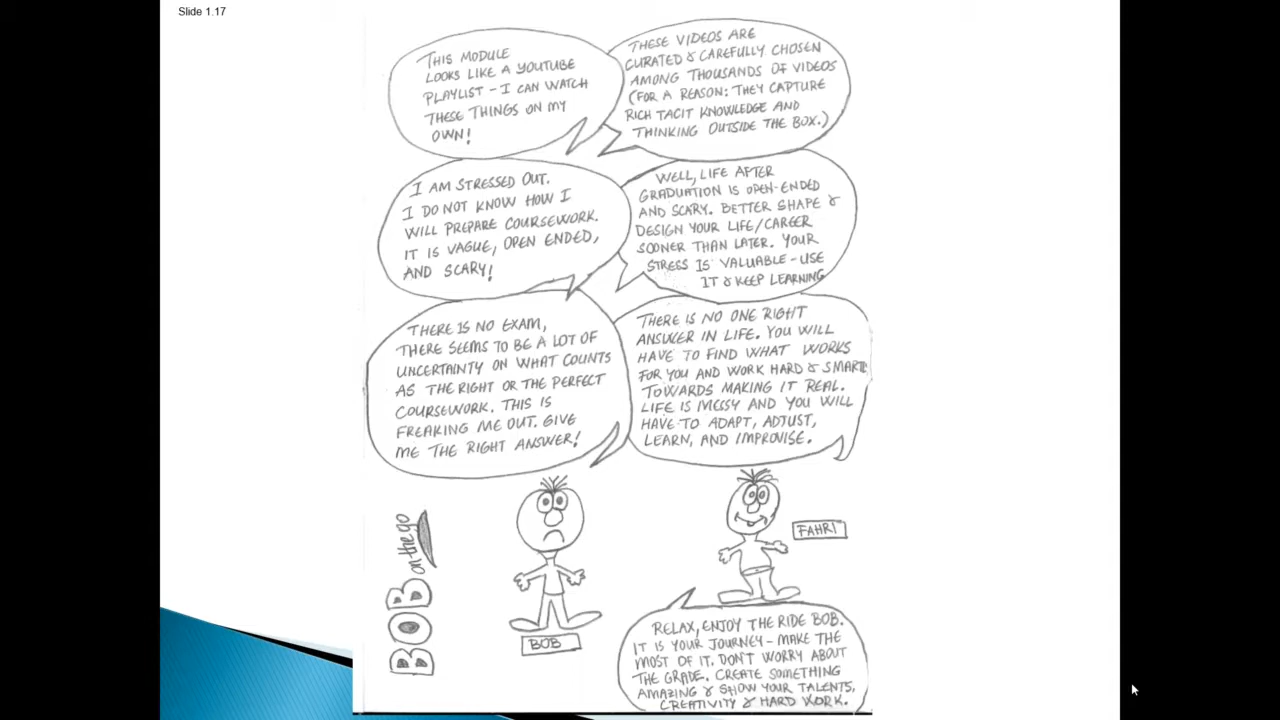 Slide 1.17
THIS MODULE
LOOKS LIKE A YOUTUBE
PLAYLIST - I CAN WATCH
THESE THINGS ON MY
OWN!
THESE VIDEOS ARE
CURATED & CAREFULLY CHOSEN
AMONG THOUSANDS OF VIDEOS
(FOR A REASON: THEY CAPTURE
RICH TACIT KNOWLEDGE AND
THINKING OUTSIDE THE BOX.)
I AM STRESSED OUT.
I DO NOT KNOW HOW I
WILL PREPARE COURSEWORK.
IT IS VAGUE, OPEN ENDED,
AND SCARY!
WELL, LIFE AFTER
GRADUATION IS OPEN-ENDED
AND SCARY. BETTER SHAPE &
DESIGN YOUR LIFE/CAREER
SOONER THAN LATER. YOUR
STRESS IS VALUABLE - USE
IT & KEEP LEARNING
THERE IS NO EXAM,
THERE SEEMS TO BE A LOT OF
UNCERTAINTY ON WHAT COUNTS
AS THE RIGHT OR THE PERFECT
COURSEWORK. THIS IS
FREAKING ME OUT. GIVE
ME THE RIGHT ANSWER!
THERE IS NO ONE RIGHT
ANSWER IN LIFE. YOU WILL
HAVE TO FIND WHAT WORKS
FOR YOU AND WORK HARD & SMART
TOWARDS MAKING IT REAL.
LIFE IS MESSY AND YOU WILL
HAVE TO ADAPT, ADJUST,
LEARN, AND IMPROVISE.
BOB on the go
BOB
FAHRI
RELAX, ENJOY THE RIDE BOB.
IT IS YOUR JOURNEY - MAKE THE
MOST OF IT. DON'T WORRY ABOUT
THE GRADE. CREATE SOMETHING
AMAZING & SHOW YOUR TALENTS,
CREATIVITY & HARD WORK.